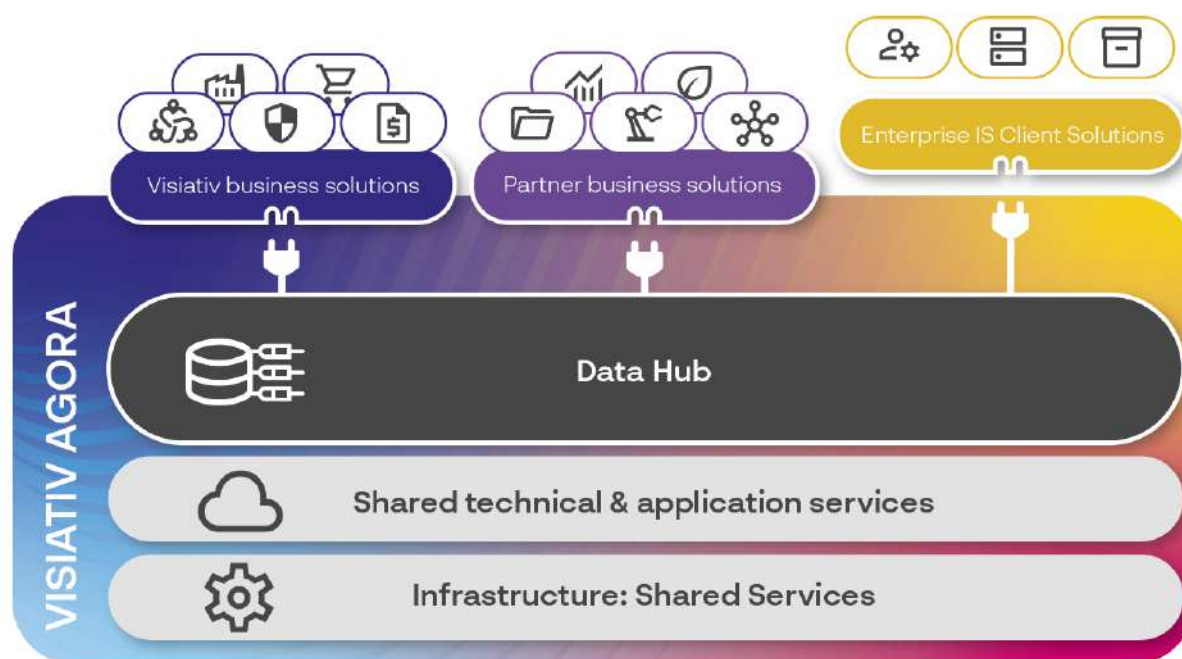 Enterprise IS Client Solutions
Visiativ business solutions
Partner business solutions
VISIATIV AGORA
Data Hub
Shared technical & application services
Infrastructure: Shared Services